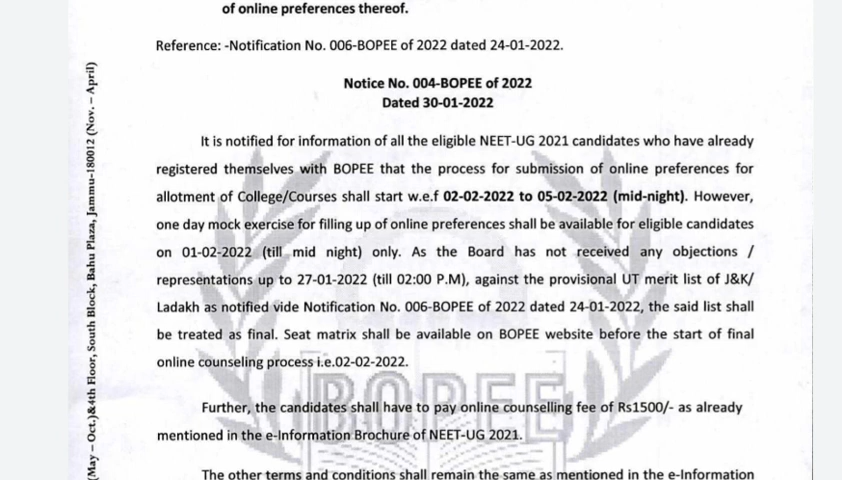 of online preferences thereof.
Reference: -Notification No. 006-BOPEE of 2022 dated 24-01-2022.
Notice No. 004-BOPEE of 2022
Dated 30-01-2022
It is notified for information of all the eligible NEET-UG 2021 candidates who have already
registered themselves with BOPEE that the process for submission of online preferences for
allotment of College/Courses shall start w.e.f 02-02-2022 to 05-02-2022 (mid-night). However,
one day mock exercise for filling up of online preferences shall be available for eligible candidates
on 01-02-2022 (till mid night) only. As the Board has not received any objections /
representations up to 27-01-2022 (till 02:00 P.M), against the provisional UT merit list of J&K/
Ladakh as notified vide Notification No. 006-BOPEE of 2022 dated 24-01-2022, the said list shall
be treated as final. Seat matrix shall be available on BOPEE website before the start of final
online counseling process i.e.02-02-2022.
Further, the candidates shall have to pay online counselling fee of Rs1500/- as already
mentioned in the e-Information Brochure of NEET-UG 2021.
The other terms and conditions shall remain the same as mentioned in the e-Information
(May – Oct.)&4th Floor, South Block, Bahu Plaza, Jammu-180012 (Nov. – April)
BOPEE